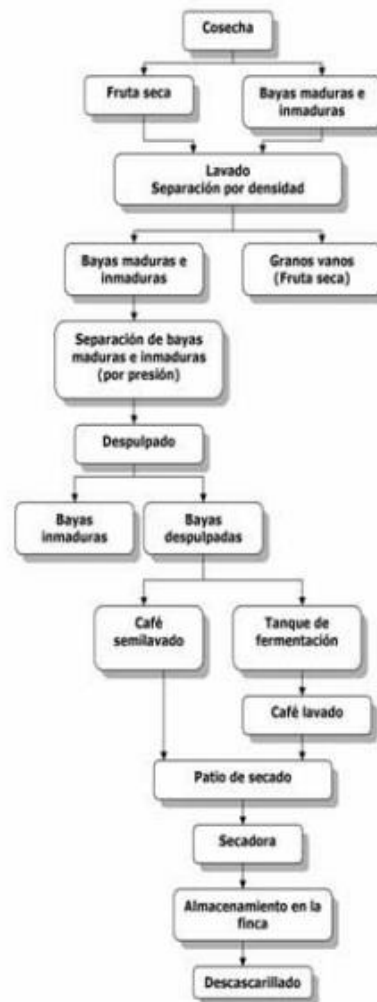 Cosecha
Fruta seca
Bayas maduras e
inmaduras
Lavado
Separación por densidad
Bayas maduras e
inmaduras
Granos vanos
(Fruta seca)
Separación de bayas
maduras e inmaduras
(por presión)
Despulpado
Bayas
inmaduras
Bayas
despulpadas
Café
semilavado
Tanque de
fermentación
Café lavado
Patio de secado
Secadora
Almacenamiento en la
finca
Descascarillado